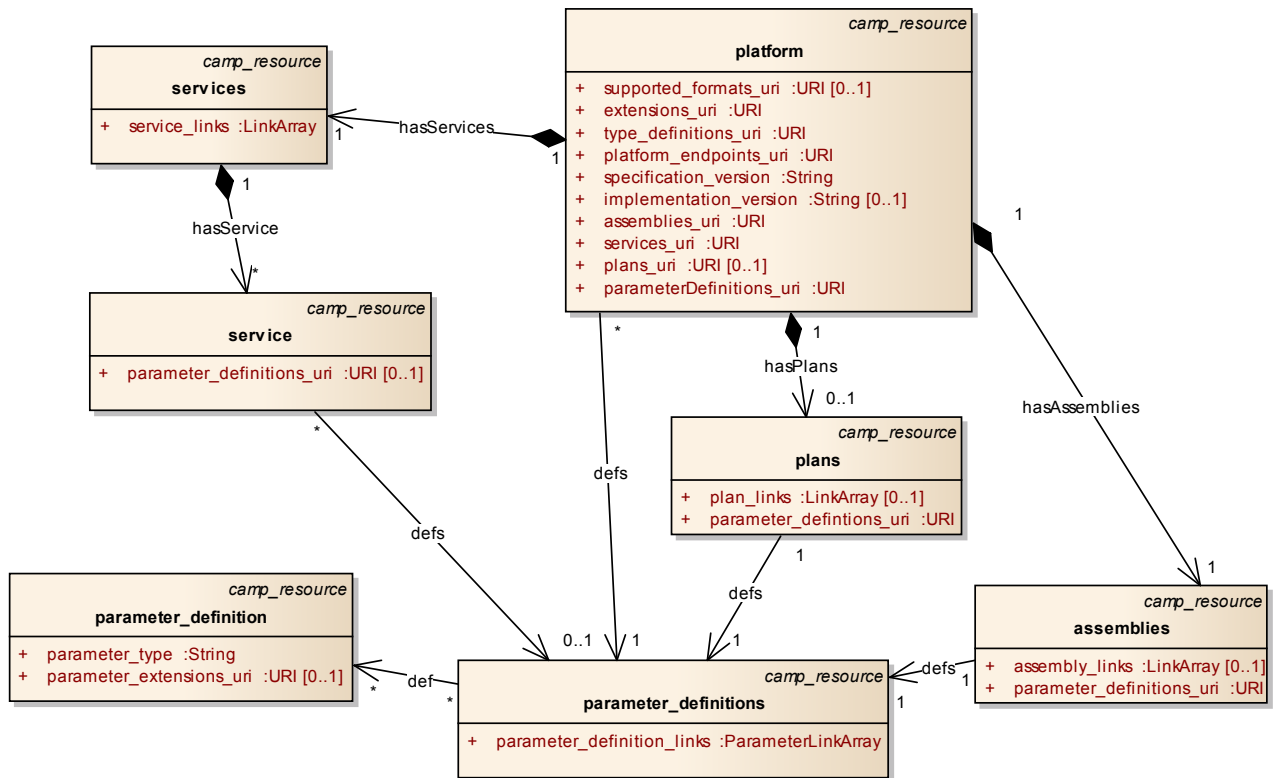 camp_resource
platform
+ supported_formats_uri :URI [0..1]
+ extensions_uri :URI
+ type_definitions_uri :URI
+ platform_endpoints_uri :URI
+ specification_version :String
+ implementation_version :String [0..1]
+ assemblies_uri :URI
+ services_uri :URI
+ plans_uri :URI [0..1]
+ parameterDefinitions_uri :URI
camp_resource
services
+ service_links :LinkArray
1
hasServices
1
1
hasService
*
camp_resource
service
+ parameter_definitions_uri :URI [0..1]
*
defs
0..1
*
defs
1
1
hasPlans
0..1
camp_resource
plans
+ plan_links :LinkArray [0..1]
+ parameter_defintions_uri :URI
1
defs
1
1
hasAssemblies
1
camp_resource
assemblies
+ assembly_links :LinkArray [0..1]
+ parameter_definitions_uri :URI
1
defs
1
camp_resource
parameter_definition
+ parameter_type :String
+ parameter_extensions_uri :URI [0..1]
*
def
*
camp_resource
parameter_definitions
+ parameter_definition_links :ParameterLinkArray